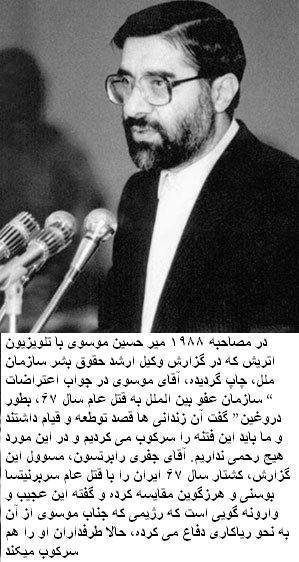 در مصاحبه ۱۹۸۸ میر حسین موسوی با تلویزیون
اتریش که در گزارش وکیل ارشد حقوق بشر سازمان
ملل، چاپ گردیده، آقای موسوی در جواب اعتراضات
“ سازمان عفو بین الملل به قتل عام سال ۶۷، بطور
دروغین” گفت آن زندانی ها قصد توطعه و قیام داشتند
و ما باید این فتنه را سرکوب می کردیم و در این مورد
هیچ رحمی نداریم. آقای جفری رابرتسون، مسوول این
گزارش، کشتار سال ۶۷ ایران را با قتل عام سربرنیتسا
بوسنی و هرزگوین مقایسه کرده و گفته این عجیب و
وارونه گویی است که رژیمی که جناب موسوی از آن
به نحو ریاکاری دفاع می کرده، حالا طرفداران او را هم
سرکوب میکند